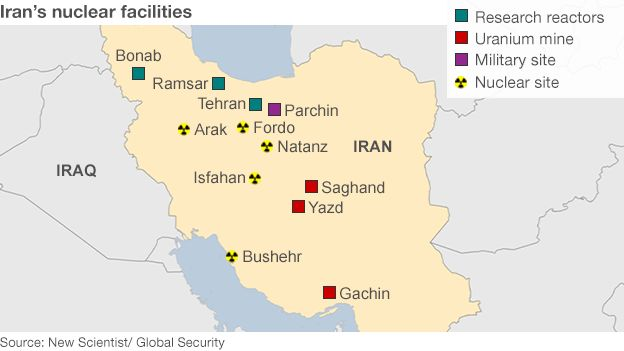 Iran's nuclear facilities
Research reactors
Uranium mine
Military site
Nuclear site
Bonab
Ramsar
Tehran
Parchin
Arak
Fordo
Natanz
IRAN
IRAQ
Isfahan
Saghand
Yazd
Bushehr
Gachin
Source: New Scientist/ Global Security